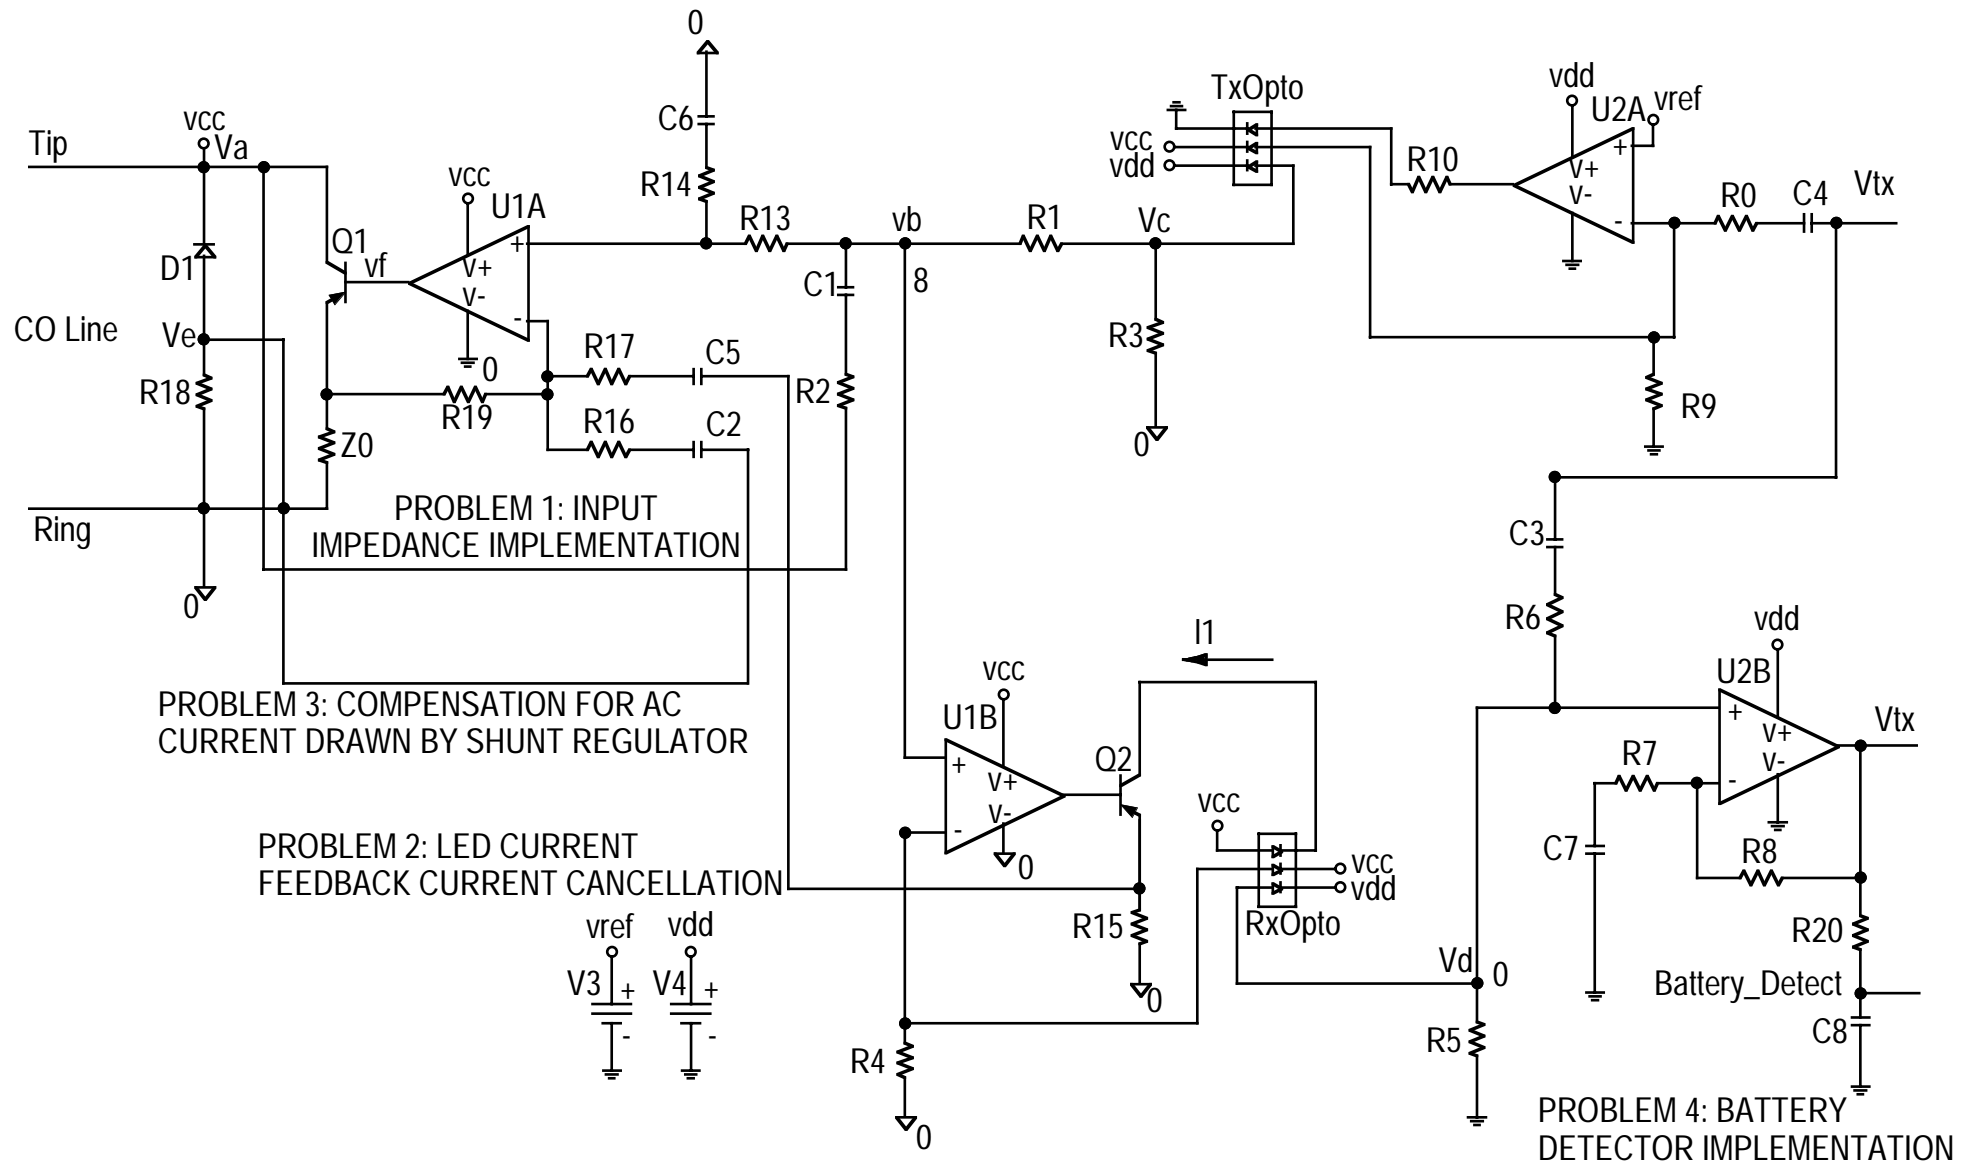 0
TxOpto
vdd
U2A
vref
C6
vcc
vdd
vcc
Va
Tip
R10
V+
V-
+
-
R0
C4
Vtx
R14
vcc
U1A
R13
vb
R1
Vc
Q1
vf
+
V+
V-
-
D1
C1
8
CO Line
Ve
R17
C5
R3
0
R18
R19
R2
R9
R16
C2
Z0
0
Ring
PROBLEM 1: INPUT
IMPEDANCE IMPLEMENTATION
C3
0
R6
I1
vdd
vcc
U2B
PROBLEM 3: COMPENSATION FOR AC
CURRENT DRAWN BY SHUNT REGULATOR
U1B
+
V+
V-
-
Q2
+
V+
V-
-
Vtx
R7
vcc
PROBLEM 2: LED CURRENT
FEEDBACK CURRENT CANCELLATION
0
vcc
vdd
C7
R8
vref
vdd
R15
RxOpto
R20
V3
+
-
V4
+
-
0
Vd
0
Battery_Detect
R4
R5
C8
0
PROBLEM 4: BATTERY
DETECTOR IMPLEMENTATION